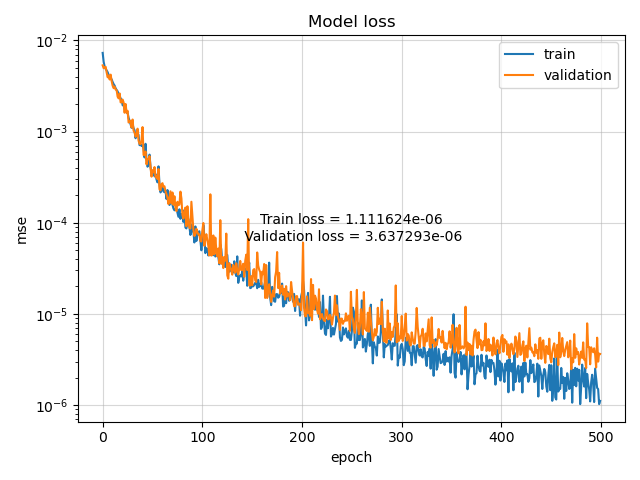 Model loss
train
validation
10⁻²
10⁻³
10⁻⁴
10⁻⁵
10⁻⁶
mse
Train loss = 1.111624e-06
Validation loss = 3.637293e-06
0
100
200
300
400
500
epoch